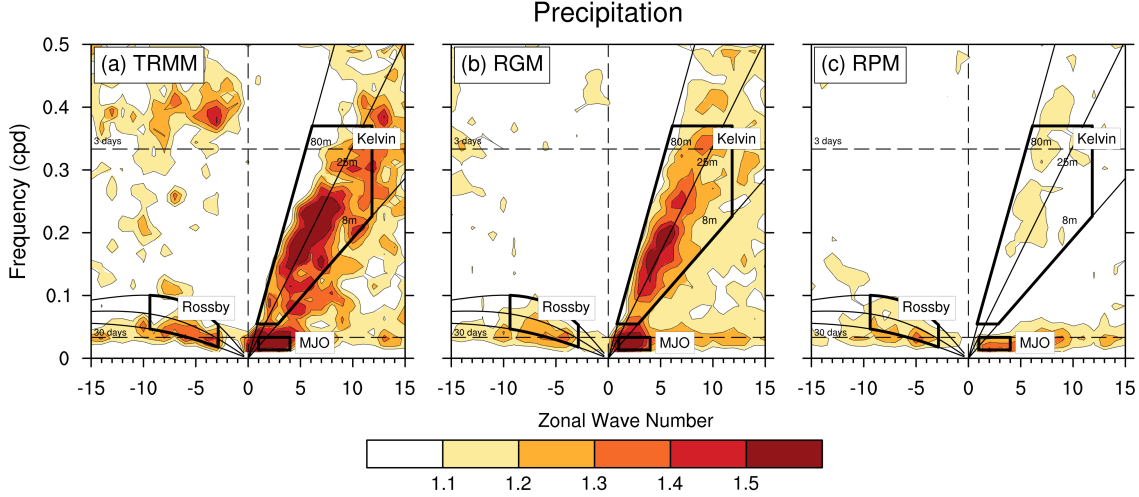 Precipitation
(a) TRMM
(b) RGM
(c) RPM
0.5
0.4
0.3
0.2
0.1
0
Frequency (cpd)
3 days
80m
Kelvin
25m
8m
Rossby
30 days
MJO
3 days
80m
Kelvin
25m
8m
Rossby
30 days
MJO
3 days
80m
Kelvin
25m
8m
Rossby
30 days
MJO
-15 -10 -5 0 5 10 15
-15 -10 -5 0 5 10 15
-15 -10 -5 0 5 10 15
Zonal Wave Number
1.1 1.2 1.3 1.4 1.5